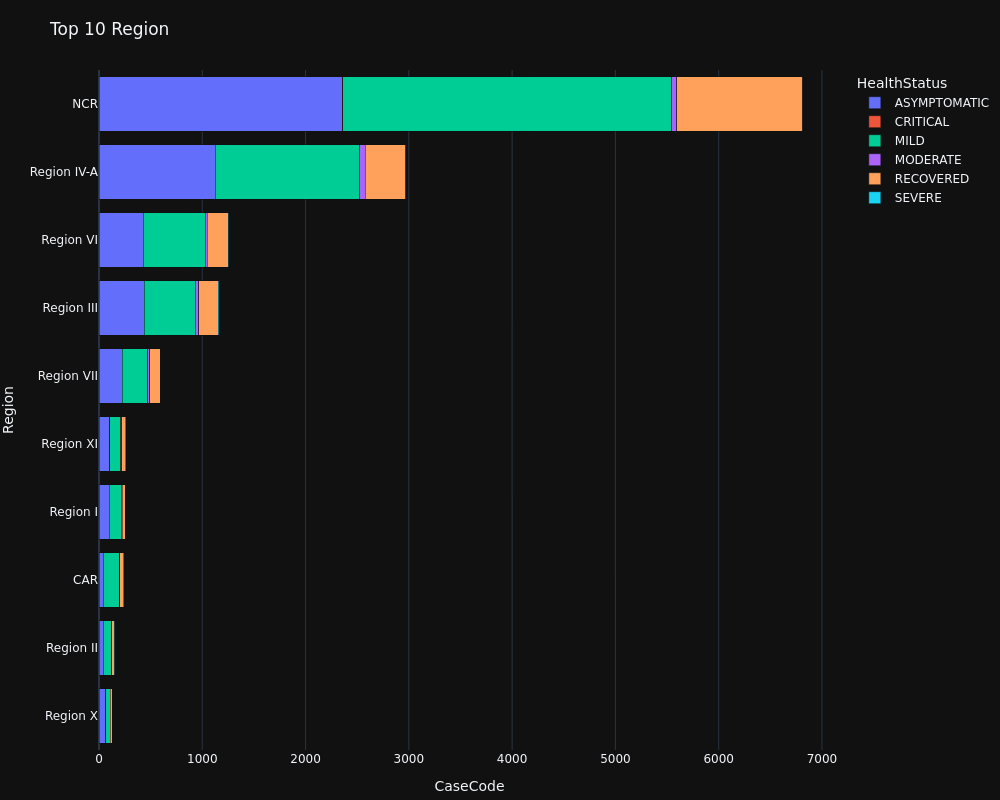 Top 10 Region
HealthStatus
ASYMPTOMATIC
CRITICAL
MILD
MODERATE
RECOVERED
SEVERE
Region
NCR
Region IV-A
Region VI
Region III
Region VII
Region XI
Region I
CAR
Region II
Region X
0 1000 2000 3000 4000 5000 6000 7000
CaseCode